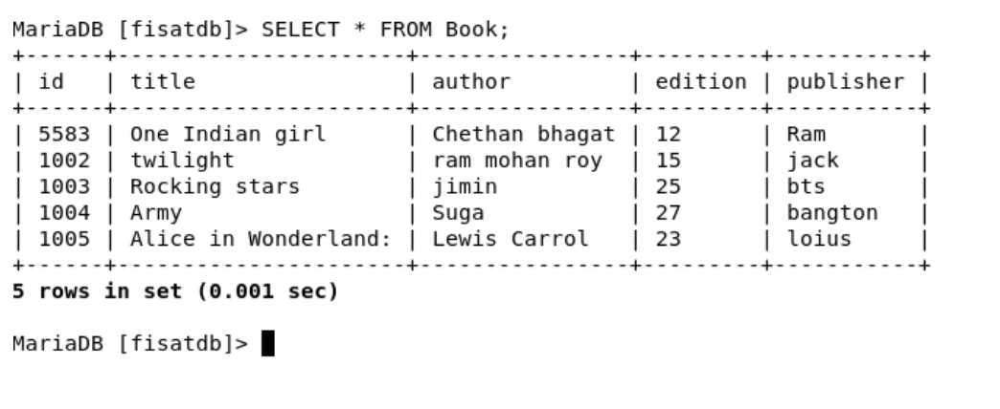 MariaDB [fisatdb]> SELECT * FROM Book;
+------+----------------------+----------------+---------+-----------+
| id   | title                | author         | edition | publisher |
+------+----------------------+----------------+---------+-----------+
| 5583 | One Indian girl      | Chethan bhagat | 12      | Ram       |
| 1002 | twilight             | ram mohan roy  | 15      | jack      |
| 1003 | Rocking stars        | jimin          | 25      | bts       |
| 1004 | Army                 | Suga           | 27      | bangton   |
| 1005 | Alice in Wonderland: | Lewis Carrol   | 23      | loius     |
+------+----------------------+----------------+---------+-----------+
5 rows in set (0.001 sec)
MariaDB [fisatdb]>